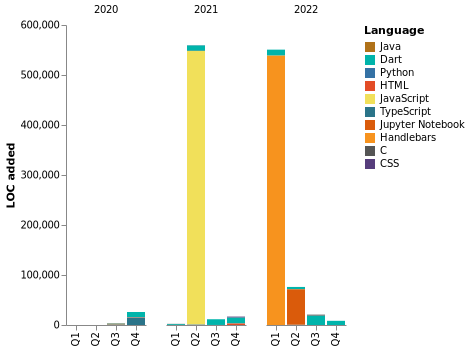 2020 2021 2022
Language
Java
Dart
Python
HTML
JavaScript
TypeScript
Jupyter Notebook
Handlebars
C
CSS
LOC added
600,000
500,000
400,000
300,000
200,000
100,000
0
Q1 Q2 Q3 Q4 Q1 Q2 Q3 Q4 Q1 Q2 Q3 Q4